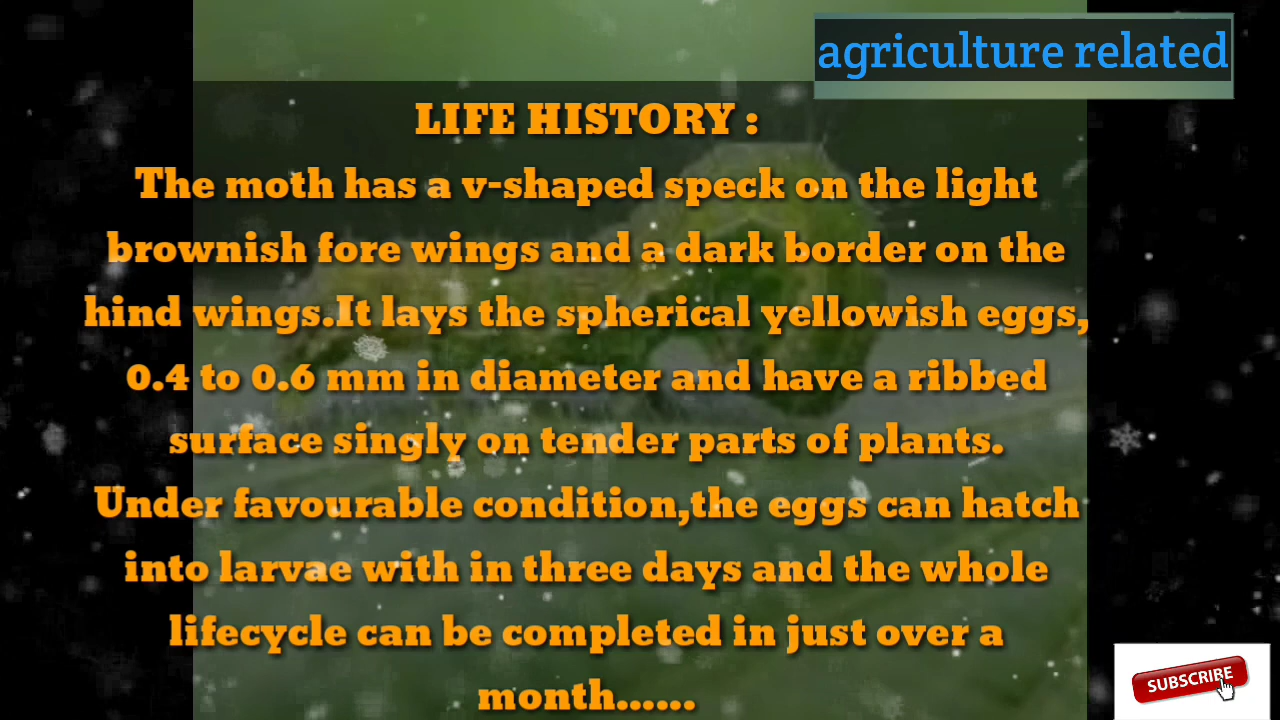 agriculture related
LIFE HISTORY :
The moth has a v-shaped speck on the light
brownish fore wings and a dark border on the
hind wings.It lays the spherical yellowish eggs,
0.4 to 0.6 mm in diameter and have a ribbed
surface singly on tender parts of plants.
Under favourable condition,the eggs can hatch
into larvae with in three days and the whole
lifecycle can be completed in just over a
month......
SUBSCRIBE